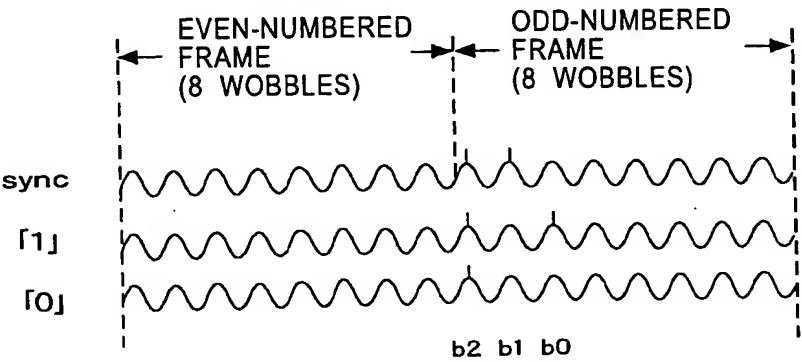 EVEN-NUMBERED
FRAME
(8 WOBBLES)
ODD-NUMBERED
FRAME
(8 WOBBLES)
sync
「1」
「0」
b2 b1 b0